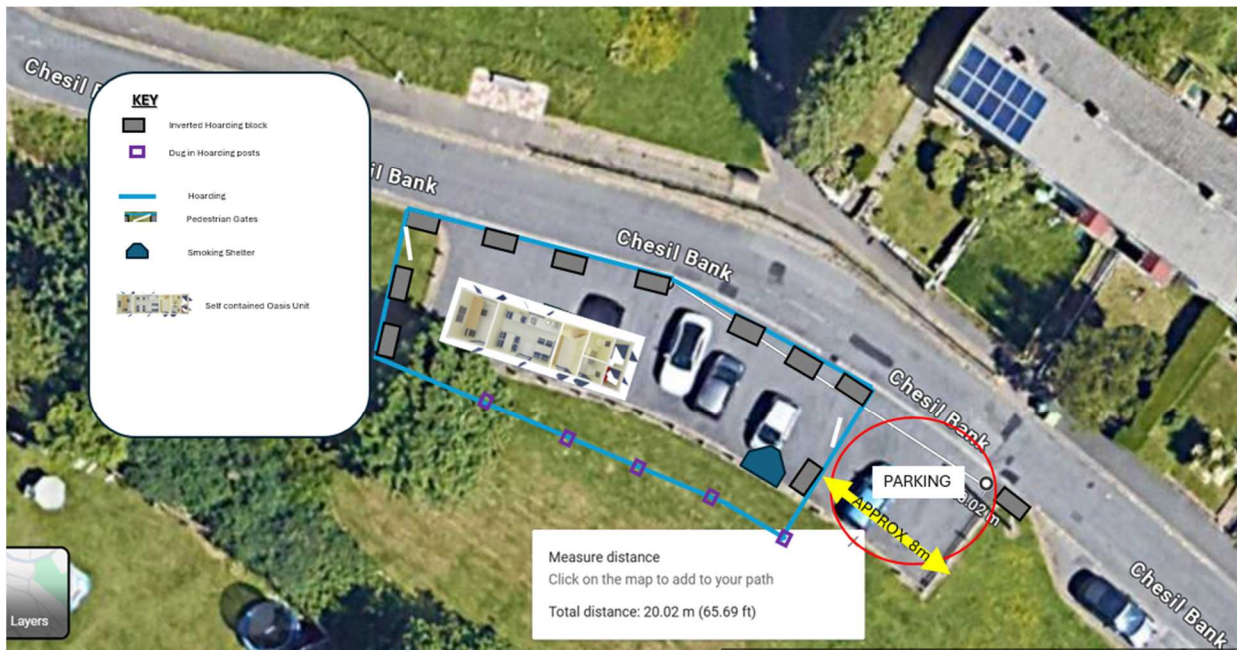 Chesil
KEY
Inverted Hoarding block
Dug in Hoarding posts
Hoarding
Pedestrian Gates
Smoking Shelter
Self contained Oasis Unit
Bank
Chesil Bank
Chesil Bank
PARKING
APPROX 8m
Chesil Bank
Measure distance
Click on the map to add to your path
Total distance: 20.02 m (65.69 ft)
Layers